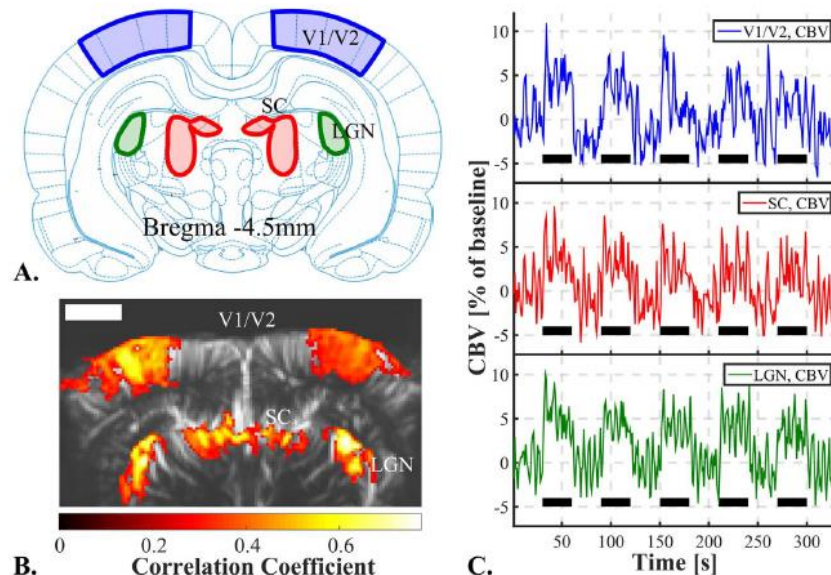 V1/V2
SC
LGN
Bregma -4.5mm
A.
V1/V2
SC
LGN
0 0.2 0.4 0.6
Correlation Coefficient
B.
V1/V2, CBV
10
5
0
-5
SC, CBV
10
5
0
-5
LGN, CBV
10
5
0
-5
CBV [% of baseline]
50 100 150 200 250 300
Time [s]
C.